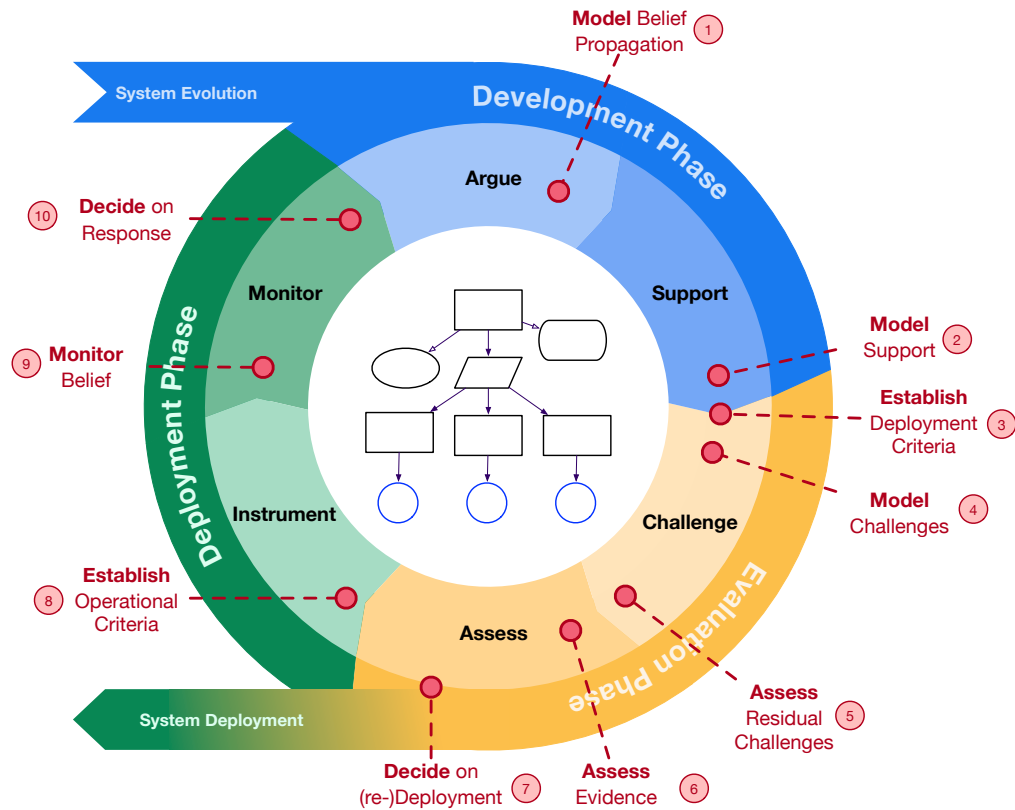 Model Belief
Propagation
1
System Evolution
Development Phase
Argue
10
Decide on
Response
Monitor
Support
9
Monitor
Belief
Model
Support
2
Establish
Deployment
Criteria
3
Deployment Phase
Model
Challenges
4
Instrument
Challenge
8
Establish
Operational
Criteria
Assess
Evaluation Phase
Assess
Residual
Challenges
5
System Deployment
Decide on
(re-)Deployment
7
Assess
Evidence
6